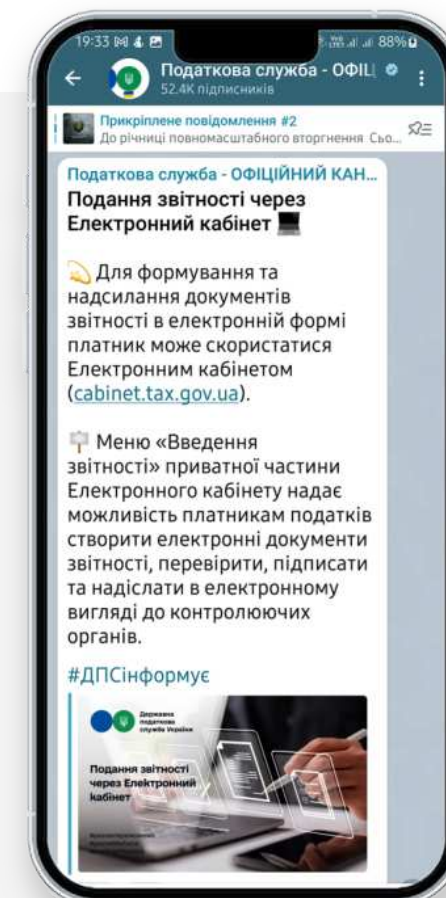 19:33
88%
Податкова служба - ОФІЦ
52.4K підписників
Прикріплене повідомлення #2
До річниці повномасштабного вторгнення Сьо...
Податкова служба - ОФІЦІЙНИЙ КАН...
Подання звітності через
Електронний кабінет
Для формування та
надсилання документів
звітності в електронній формі
платник може скористатися
Електронним кабінетом
(cabinet.tax.gov.ua).
Меню «Введення
звітності» приватної частини
Електронного кабінету надає
можливість платникам податків
створити електронні документи
звітності, перевірити, підписати
та надіслати в електронному
вигляді до контролюючих
органів.
#ДПСінформує
Державна
податкова
служба України
Подання звітності
через Електронний
кабінет